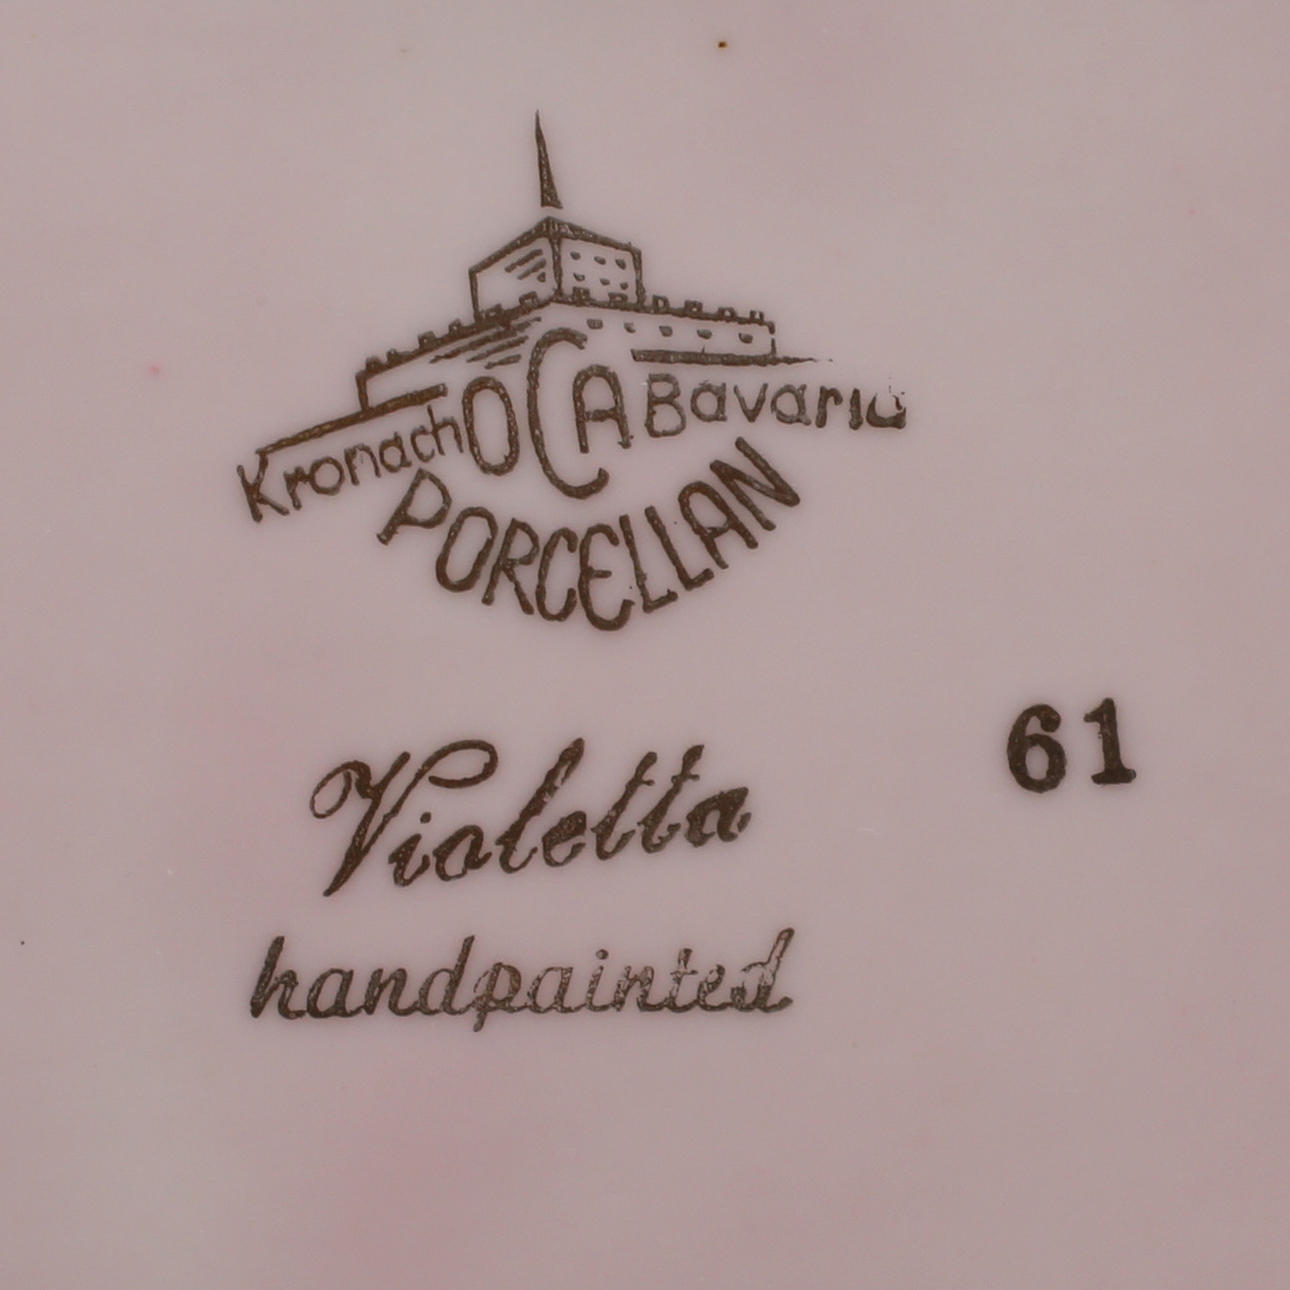 Kronach OCA Bavaria
PORCELLAN
61
Violetta
handpainted